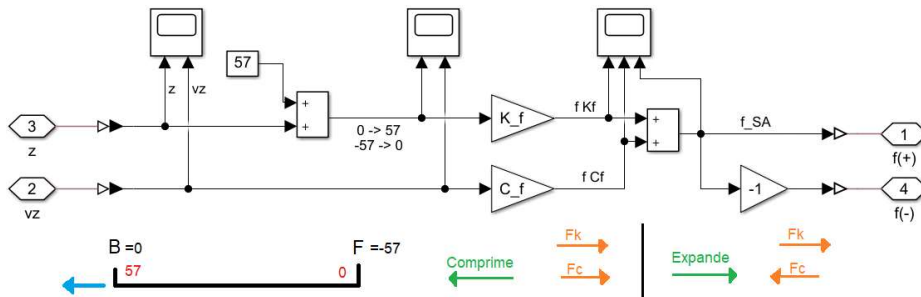 57
z
vz
+
+
K_f
f Kf
+
+
f_SA
3
z
0 -> 57
-57 -> 0
1
f(+)
2
vz
C_f
f Cf
-1
4
f(-)
B =0
F =-57
57
0
Comprime
Fk
Fc
Expande
Fk
Fc